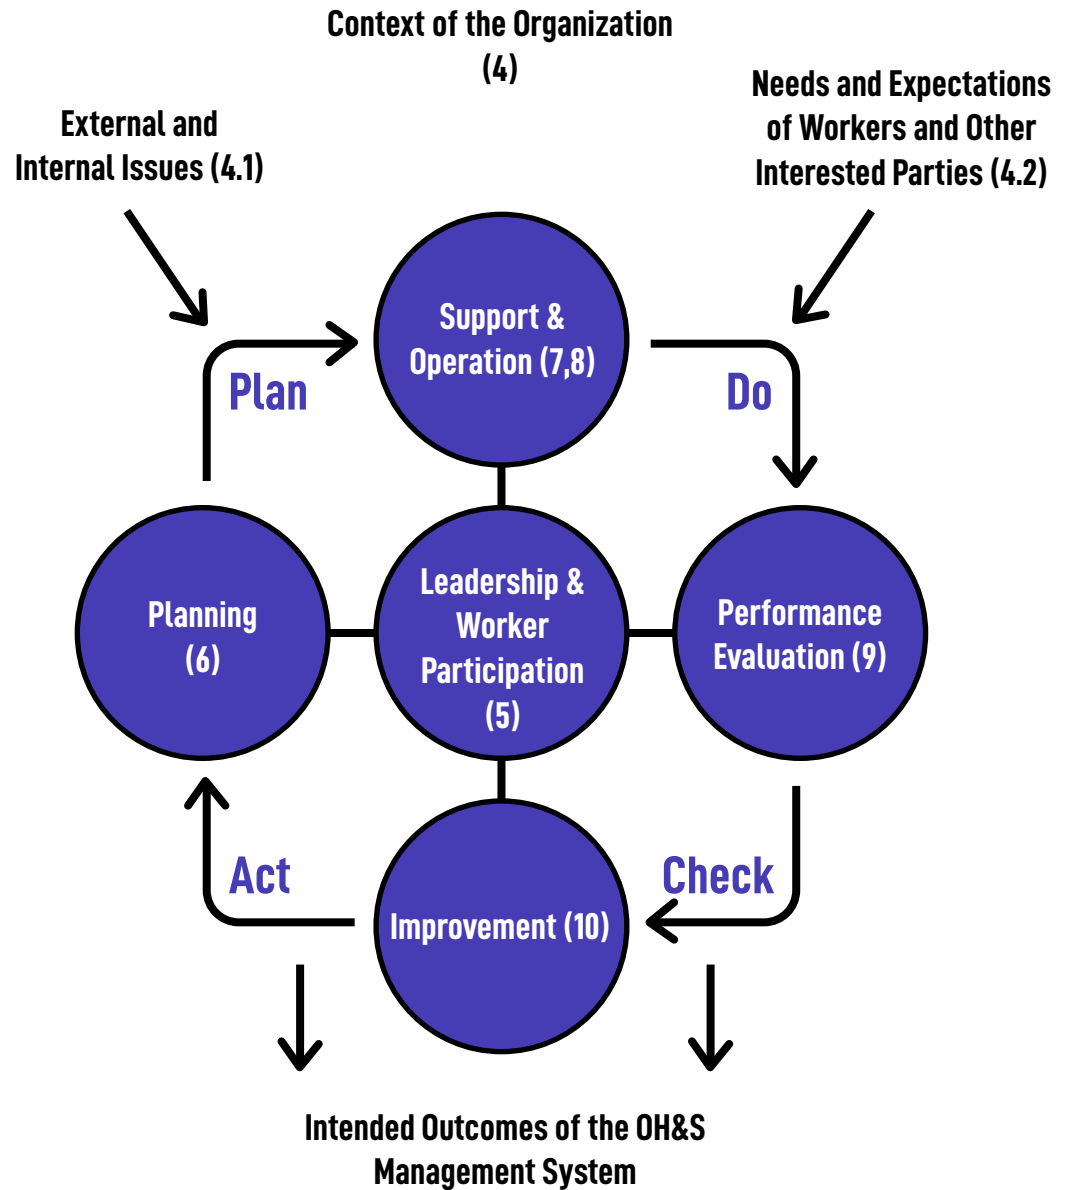 Context of the Organization
(4)
External and
Internal Issues (4.1)
Needs and Expectations
of Workers and Other
Interested Parties (4.2)
Support &
Operation (7,8)
Plan
Do
Planning
(6)
Leadership &
Worker
Participation
(5)
Performance
Evaluation (9)
Act
Check
Improvement (10)
Intended Outcomes of the OH&S
Management System